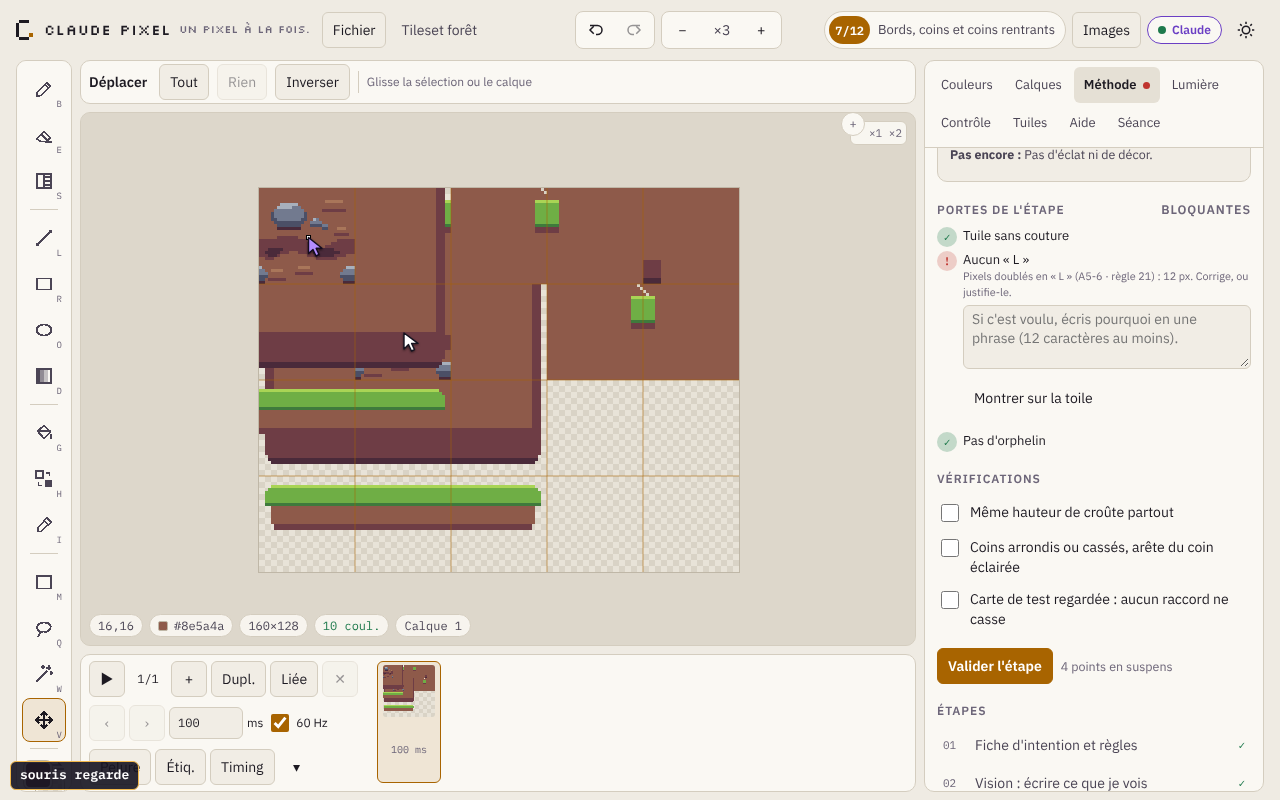 CLAUDE PIXEL
UN PIXEL À LA FOIS.
Fichier
Tileset forêt
− ×3 +
7/12 Bords, coins et coins rentrants
Images
Claude
B
E
S
L
R
O
D
G
H
I
M
Q
W
V
Déplacer
Tout
Rien
Inverser
Glisse la sélection ou le calque
+
×1 ×2
16,16
#8e5a4a
160×128
10 coul.
Calque 1
1/1
+
Dupl.
Liée
✕
‹
›
100
ms
60 Hz
Étiq.
Timing
▼
100 ms
souris regarde
Couleurs
Calques
Méthode
Lumière
Contrôle
Tuiles
Aide
Séance
Pas encore : Pas d'éclat ni de décor.
PORTES DE L'ÉTAPE
BLOQUANTES
✓ Tuile sans couture
! Aucun « L »
Pixels doublés en « L » (A5-6 · règle 21) : 12 px. Corrige, ou
justifie-le.
Si c'est voulu, écris pourquoi en une
phrase (12 caractères au moins).
Montrer sur la toile
✓ Pas d'orphelin
VÉRIFICATIONS
Même hauteur de croûte partout
Coins arrondis ou cassés, arête du coin
éclairée
Carte de test regardée : aucun raccord ne
casse
Valider l'étape
4 points en suspens
ÉTAPES
01 Fiche d'intention et règles ✓
02 Vision : écrire ce que je vois ✓